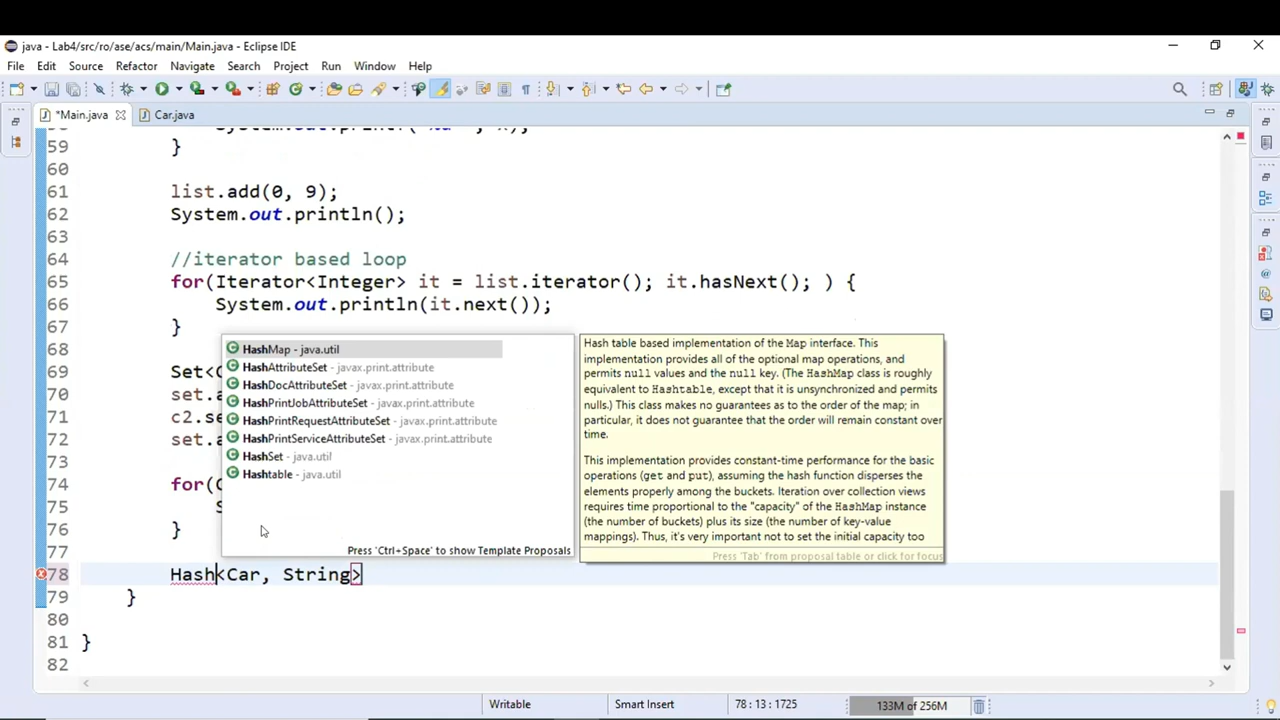 java - Lab4/src/ro/ase/acs/main/Main.java - Eclipse IDE
File Edit Source Refactor Navigate Search Project Run Window Help
*Main.java Car.java
59 }
60
61 list.add(0, 9);
62 System.out.println();
63
64 //iterator based loop
65 for(Iterator<Integer> it = list.iterator(); it.hasNext(); ) {
66 System.out.println(it.next());
67 }
68
69 Set<
70 set.
71 c2.se
72 set.a
73
74 for(
75 S
76 }
77
78 Hash<Car, String>
79 }
80
81 }
82
HashMap - java.util
HashAttributeSet - javax.print.attribute
HashDocAttributeSet - javax.print.attribute
HashPrintJobAttributeSet - javax.print.attribute
HashPrintRequestAttributeSet - javax.print.attribute
HashPrintServiceAttributeSet - javax.print.attribute
HashSet - java.util
Hashtable - java.util
Press 'Ctrl+Space' to show Template Proposals
Hash table based implementation of the Map interface. This
implementation provides all of the optional map operations, and
permits null values and the null key. (The HashMap class is roughly
equivalent to Hashtable, except that it is unsynchronized and permits
nulls.) This class makes no guarantees as to the order of the map; in
particular, it does not guarantee that the order will remain constant over
time.
This implementation provides constant-time performance for the basic
operations (get and put), assuming the hash function disperses the
elements properly among the buckets. Iteration over collection views
requires time proportional to the "capacity" of the HashMap instance
(the number of buckets) plus its size (the number of key-value
mappings). Thus, it's very important not to set the initial capacity too
Press 'Tab' from proposal table or click for focus
Writable Smart Insert 78 : 13 : 1725 133M of 256M